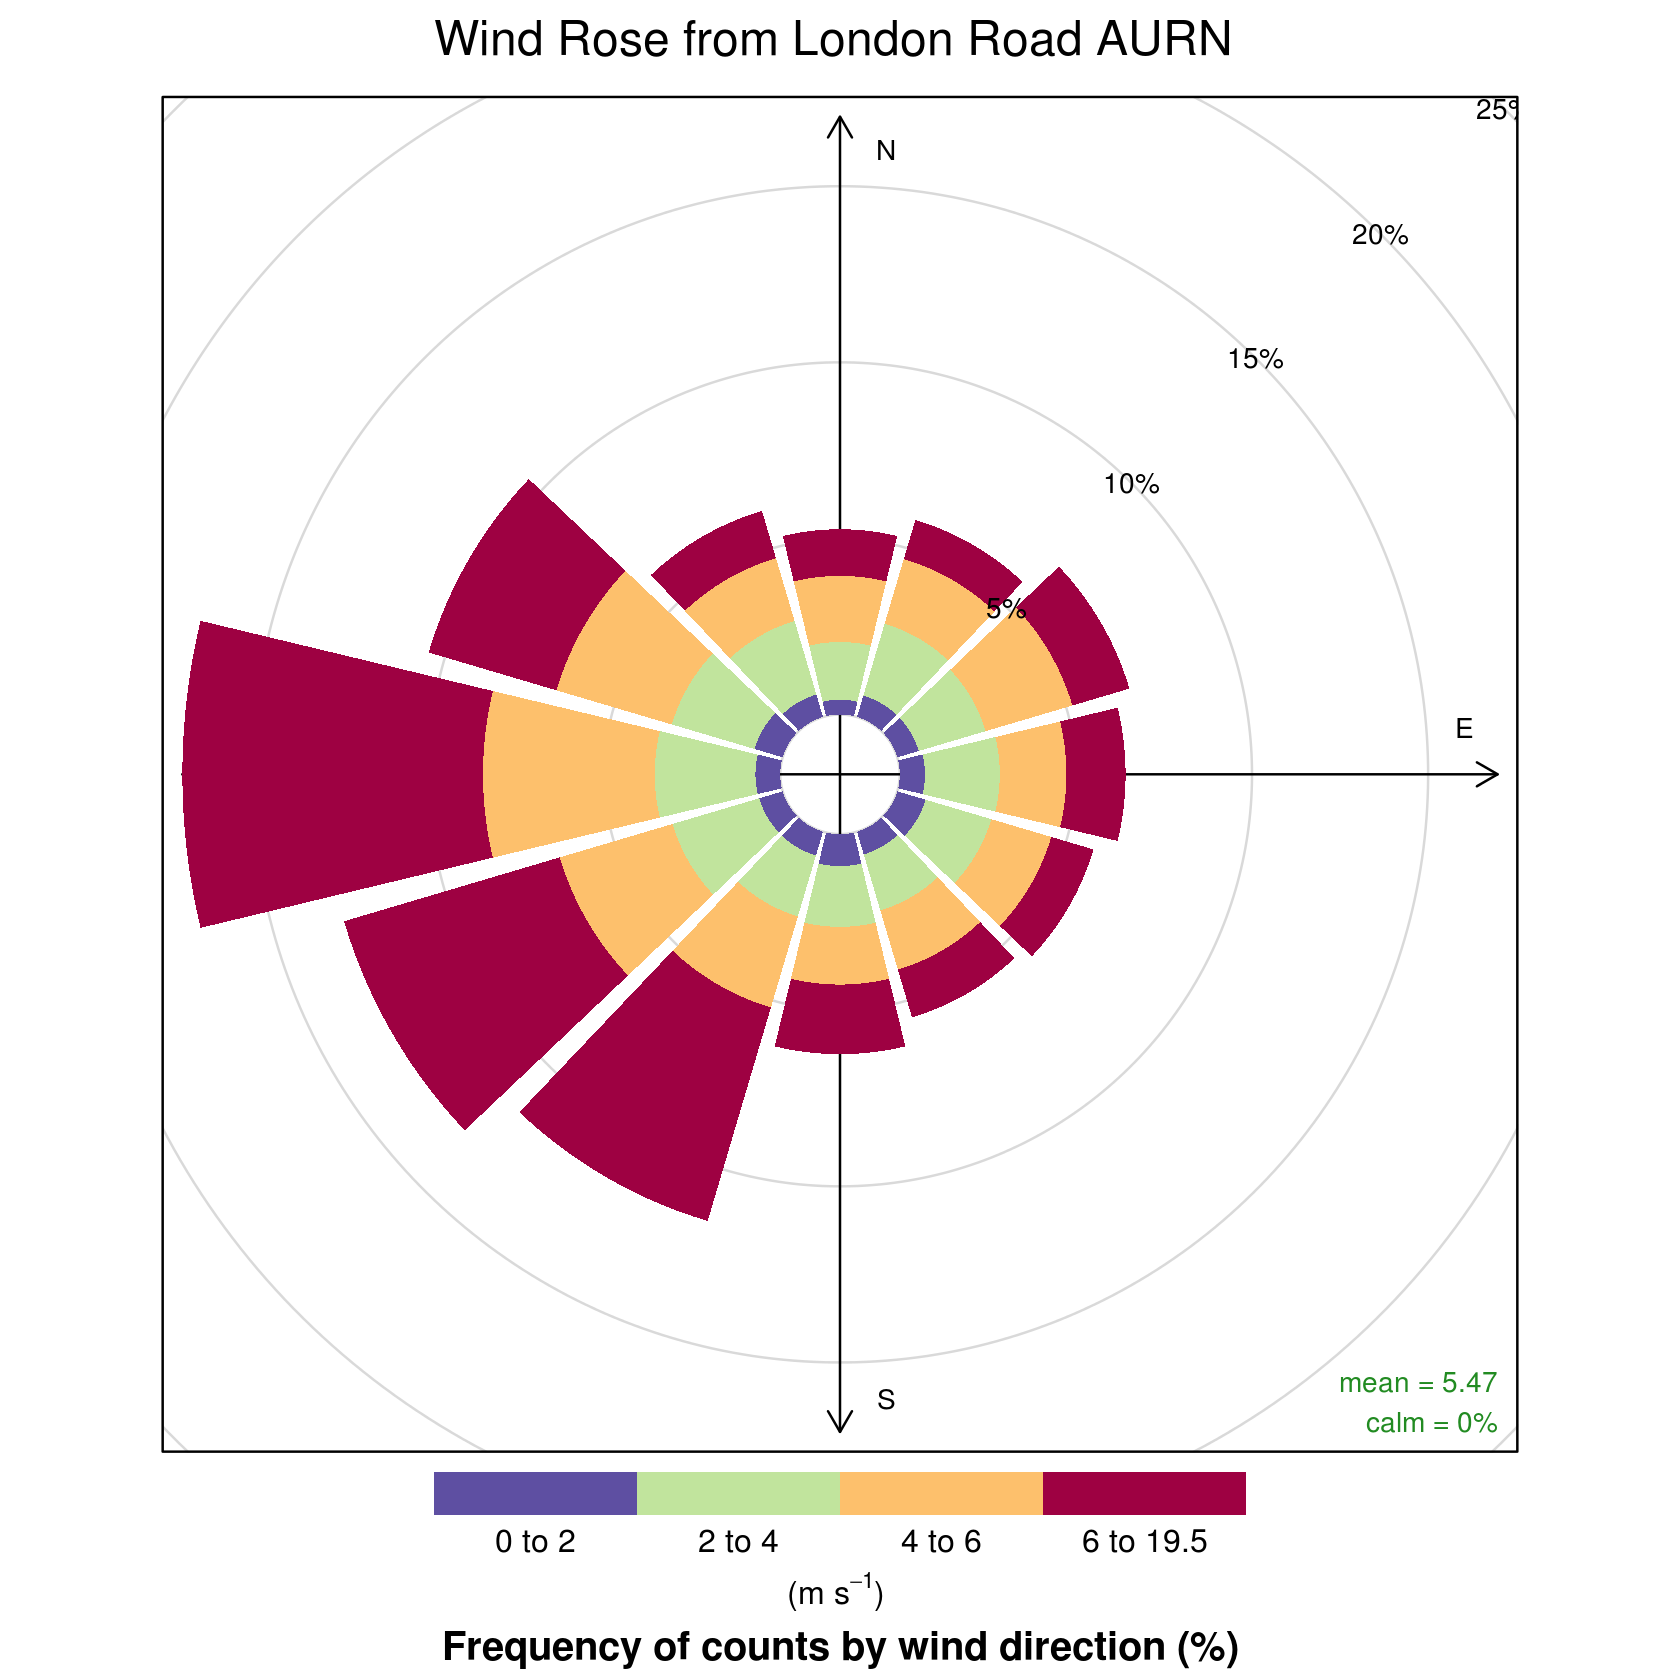 Wind Rose from London Road AURN
25%
N
20%
15%
10%
5%
E
S
mean = 5.47
calm = 0%
0 to 2 2 to 4 4 to 6 6 to 19.5
(m s⁻¹)
Frequency of counts by wind direction (%)